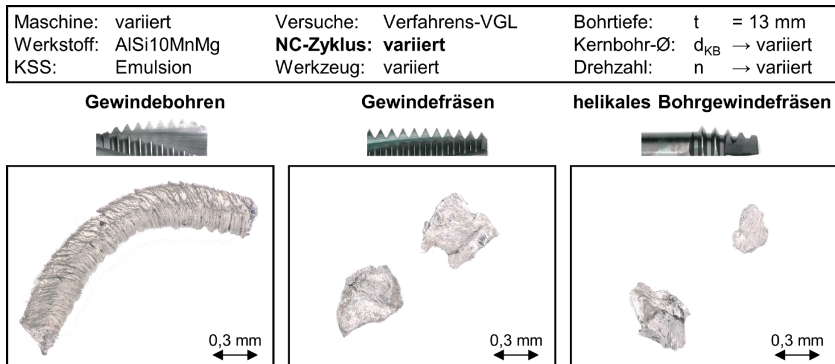 Maschine: variiert Versuche: Verfahrens-VGL Bohrtiefe: t = 13 mm
Werkstoff: AlSi10MnMg NC-Zyklus: variiert Kernbohr-Ø: dKB → variiert
KSS: Emulsion Werkzeug: variiert Drehzahl: n → variiert
Gewindebohren Gewindefräsen helikales Bohrgewindefräsen
0,3 mm 0,3 mm 0,3 mm